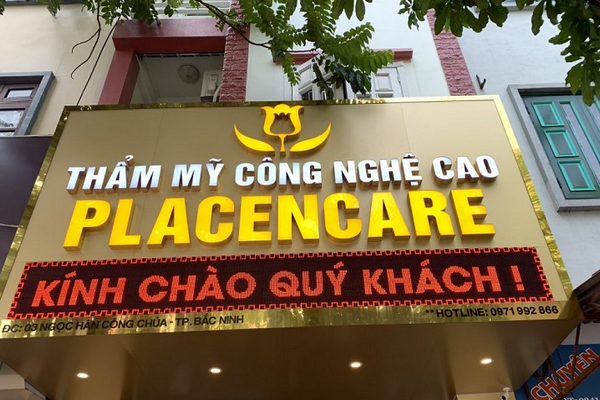 THẨM MỸ CÔNG NGHỆ CAO
PLACENCARE
KÍNH CHÀO QUÝ KHÁCH !
ĐC: 03 NGỌC HÂN CÔNG CHÚA - TP. BẮC NINH
**HOTLINE: 0971 992 866
CHUYÊN